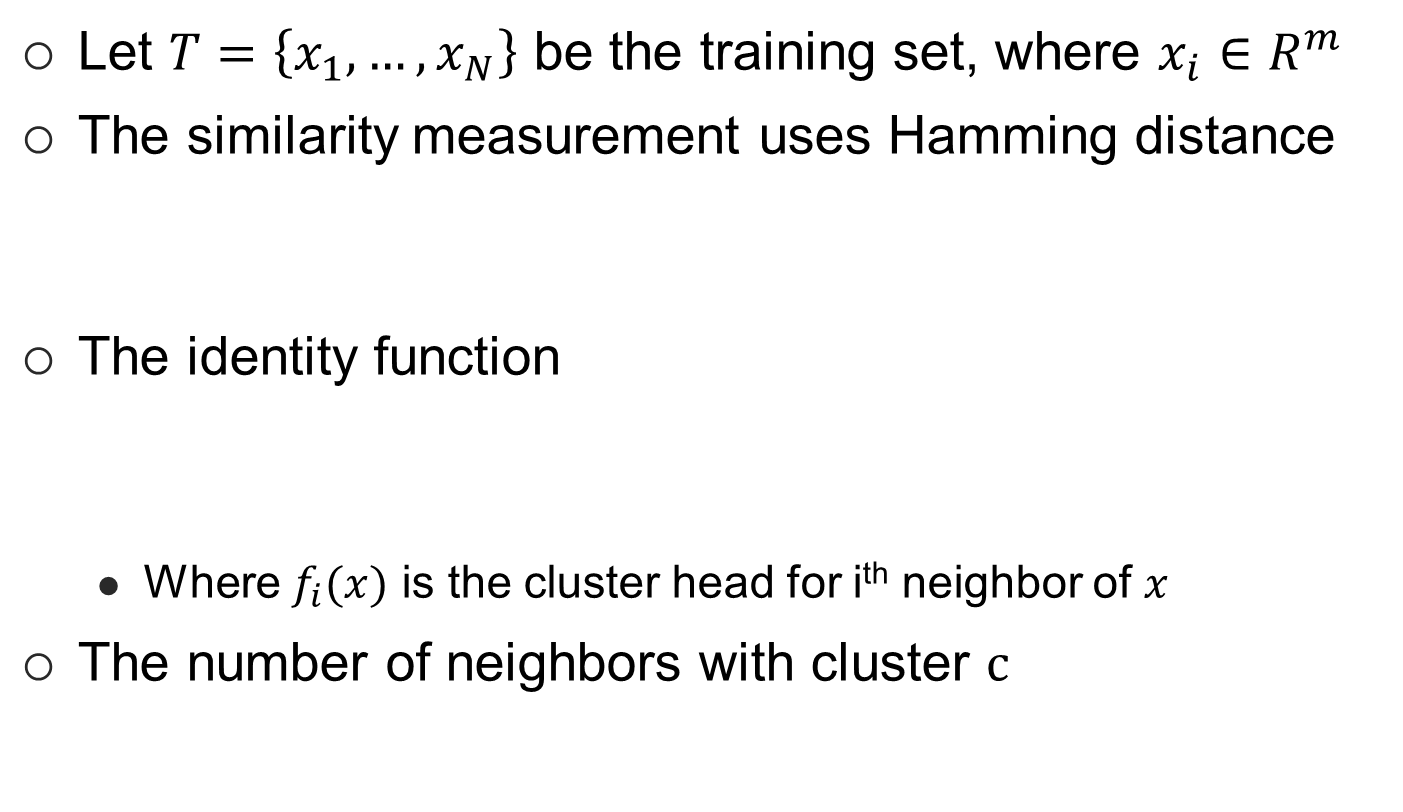 ○ Let 𝑇 = {𝑥₁, … , 𝑥_N} be the training set, where 𝑥ᵢ ∈ 𝑅ᵐ
○ The similarity measurement uses Hamming distance
○ The identity function
● Where 𝑓ᵢ(𝑥) is the cluster head for iᵗʰ neighbor of 𝑥
○ The number of neighbors with cluster c